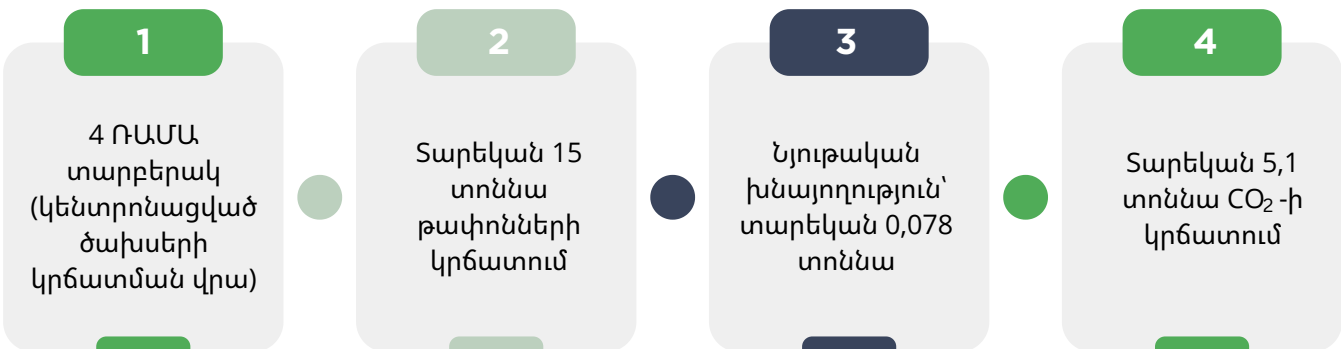 1
4 ՌԱՄԱ
տարբերակ
(կենտրոնացված
ծախսերի
կրճատման վրա)
2
Տարեկան 15
տոննա
թափոնների
կրճատում
3
Նյութական
խնայողություն՝
տարեկան 0,078
տոննա
4
Տարեկան 5,1
տոննա CO₂ -ի
կրճատում